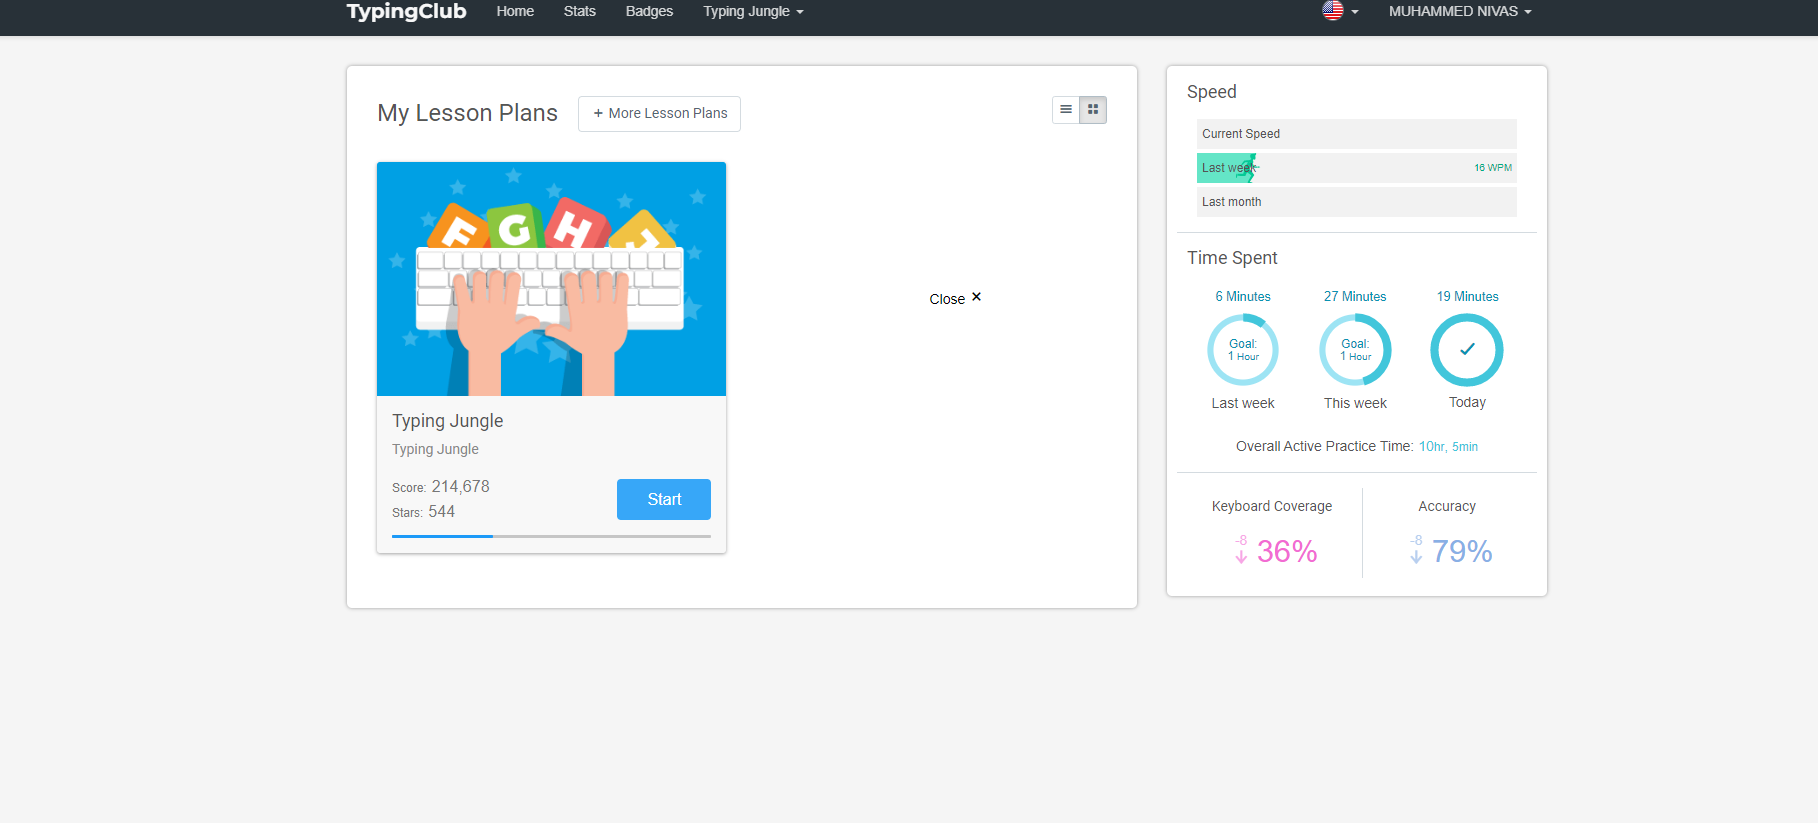 TypingClub Home Stats Badges Typing Jungle MUHAMMED NIVAS
My Lesson Plans + More Lesson Plans
F G H J
Close ×
Typing Jungle
Typing Jungle
Score: 214,678
Stars: 544
Start
Speed
Current Speed
Last week 16 WPM
Last month
Time Spent
6 Minutes 27 Minutes 19 Minutes
Goal: Goal:
1 Hour 1 Hour
Last week This week Today
Overall Active Practice Time: 10hr, 5min
Keyboard Coverage Accuracy
-8 36% -8 79%